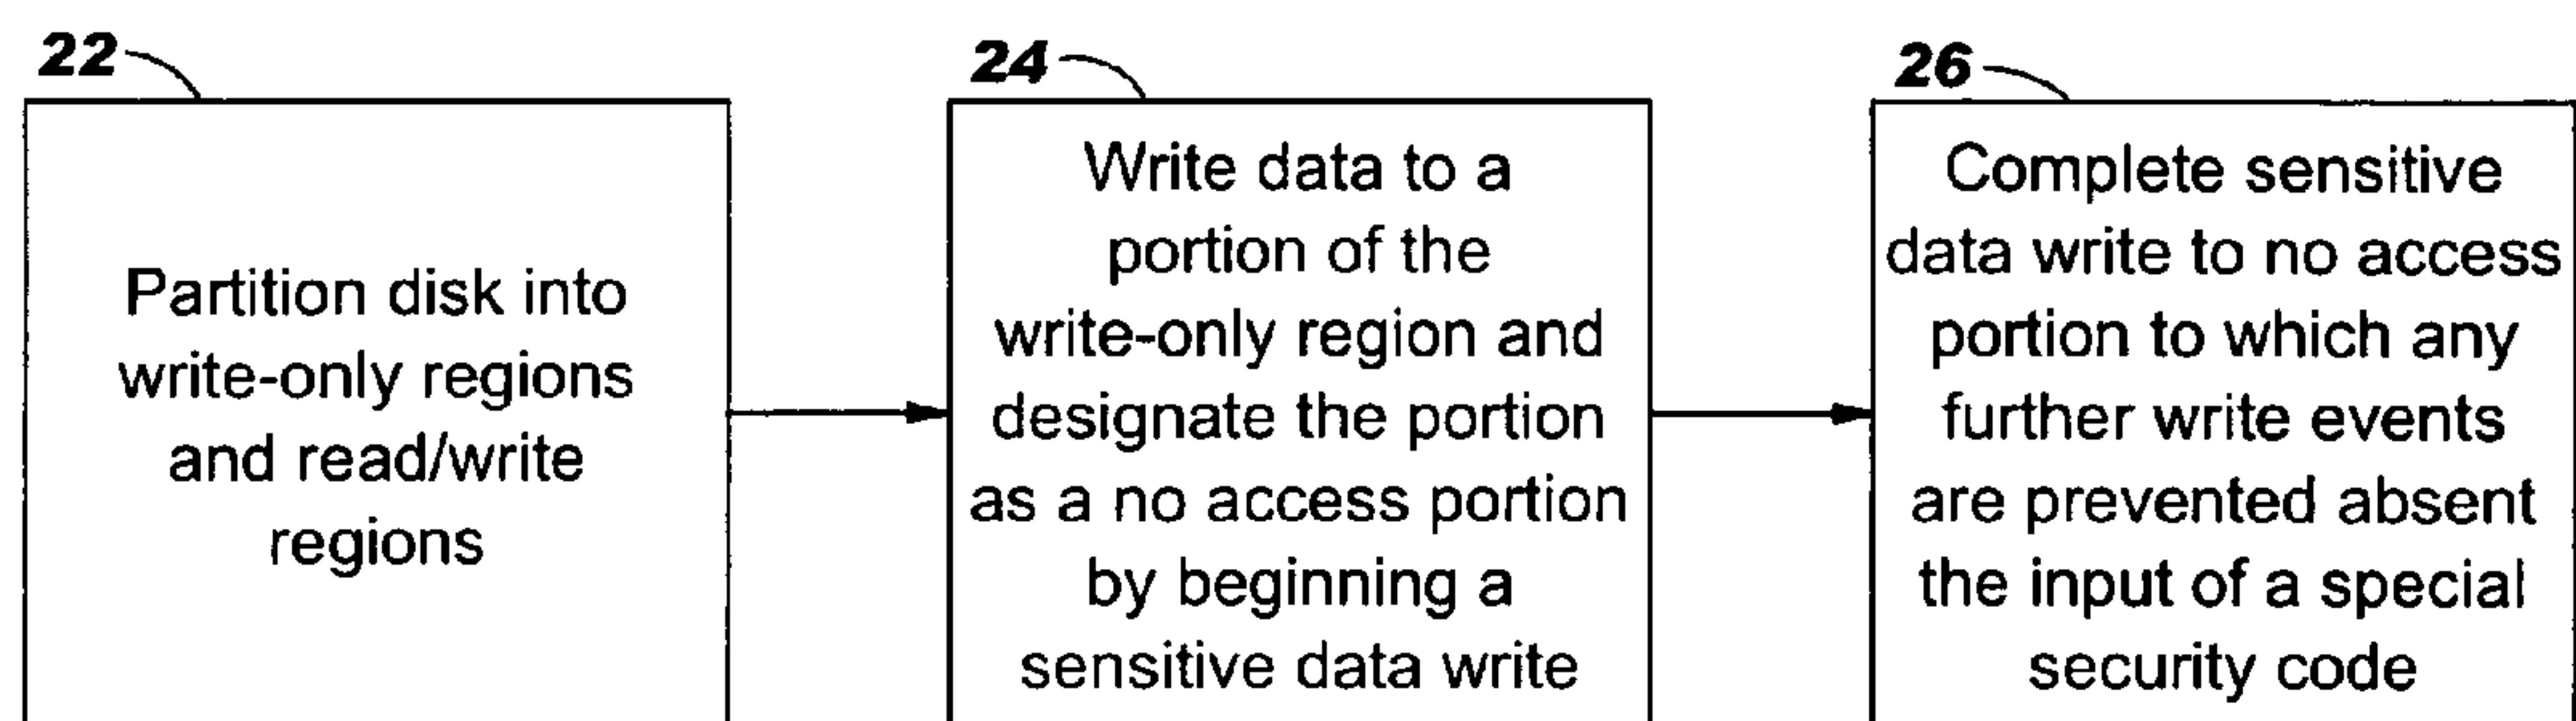 22
Partition disk into
write-only regions
and read/write
regions
24
Write data to a
portion of the
write-only region and
designate the portion
as a no access portion
by beginning a
sensitive data write
26
Complete sensitive
data write to no access
portion to which any
further write events
are prevented absent
the input of a special
security code